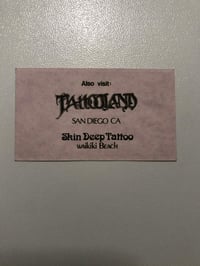 Also visit:
TATTOOLAND
SAN DIEGO CA
Skin Deep Tattoo
Waikiki Beach